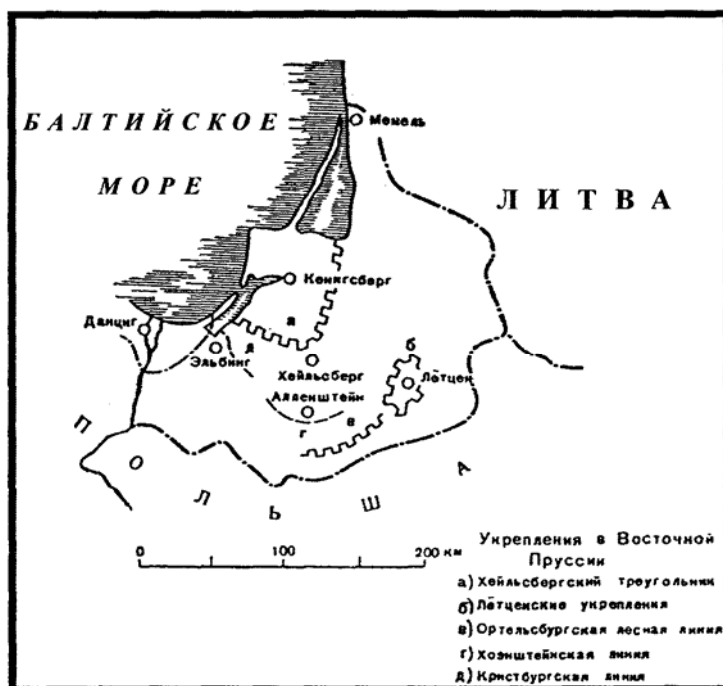 БАЛТИЙСКОЕ
МОРЕ
Мемель
ЛИТВА
Кенигсберг
Данциг
а
д
Эльбинг
Хейльсберг
б
Лётцен
Алленштейн
г
в
ПОЛЬША
0 100 200 км
Укрепления в Восточной
Пруссии
а) Хейльсбергский треугольник
б) Лётценские укрепления
в) Ортельсбургская лесная линия
г) Хоэнштейнская линия
д) Кристбургская линия